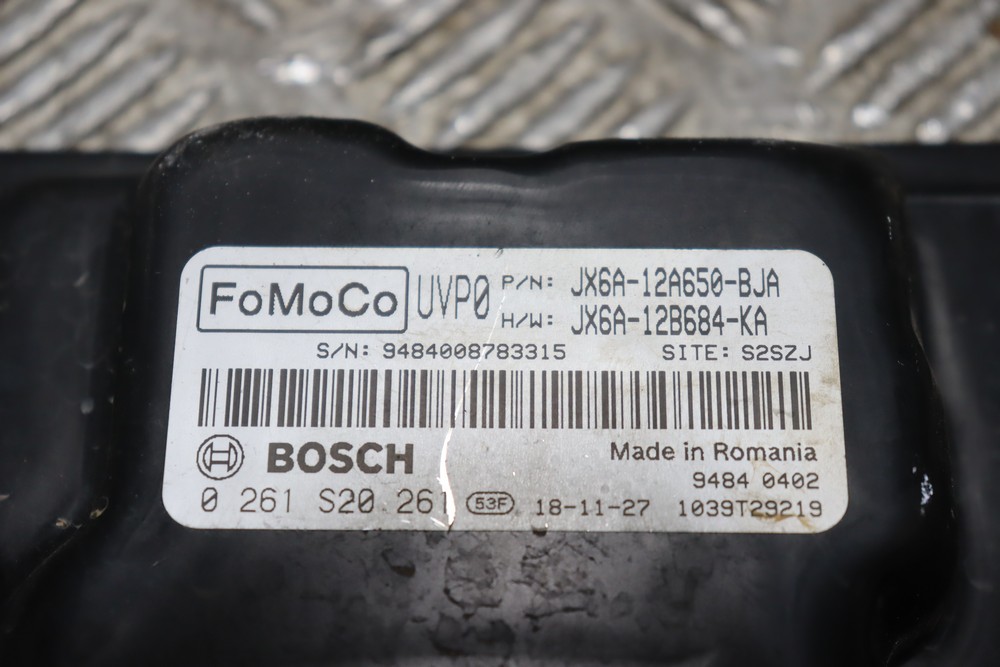 FoMoCo UVP0 P/N: JX6A-12A650-BJA
H/W: JX6A-12B684-KA
S/N: 9484008783315 SITE: S2SZJ
BOSCH Made in Romania
9484 0402
0 261 S20 261 53F 18-11-27 1039T29219